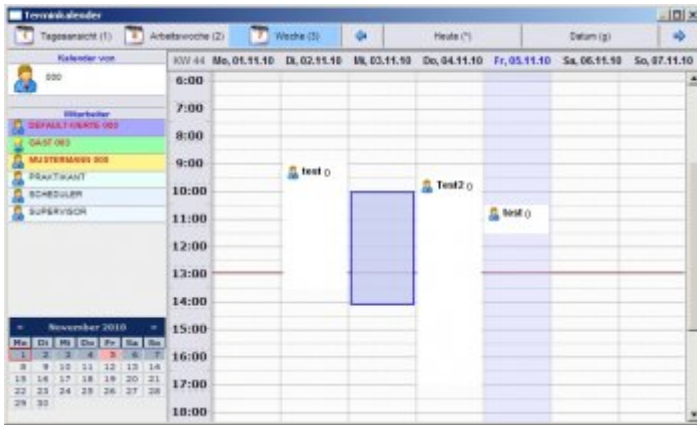 Terminkalender
Tagesansicht (1) Arbeitswoche (2) Woche (3) Heute (*) Datum (g)
Kalender von
000
Mitarbeiter
DEFAULT WERTE 003
GAST 003
MUSTERMANN 003
PRAKTIKANT
SCHEDULER
SUPERVISOR
KW 44 Mo, 01.11.10 Di, 02.11.10 Mi, 03.11.10 Do, 04.11.10 Fr, 05.11.10 Sa, 06.11.10 So, 07.11.10
6:00
7:00
8:00
9:00
test ()
10:00
Test2 ()
11:00
test ()
12:00
13:00
14:00
15:00
16:00
17:00
18:00
November 2010
Mo Di Mi Do Fr Sa So
1 2 3 4 5 6 7
8 9 10 11 12 13 14
15 16 17 18 19 20 21
22 23 24 25 26 27 28
29 30